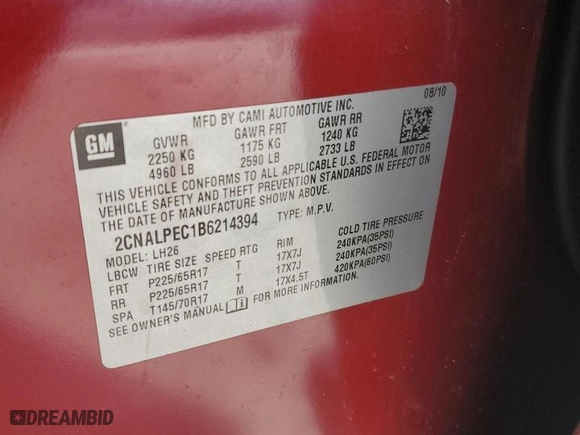 08/10
MFD BY CAMI AUTOMOTIVE INC.
GM
GVWR GAWR FRT GAWR RR
2250 KG 1175 KG 1240 KG
4960 LB 2590 LB 2733 LB
THIS VEHICLE CONFORMS TO ALL APPLICABLE U.S. FEDERAL MOTOR
VEHICLE SAFETY AND THEFT PREVENTION STANDARDS IN EFFECT ON
THE DATE OF MANUFACTURE SHOWN ABOVE.
2CNALPEC1B6214394 TYPE: M.P.V.
MODEL: LH26
LBCW TIRE SIZE SPEED RTG RIM COLD TIRE PRESSURE
FRT P225/65R17 T 17X7J 240KPA(35PSI)
RR P225/65R17 T 17X7J 240KPA(35PSI)
SPA T145/70R17 M 17X4.5T 420KPA(60PSI)
SEE OWNER'S MANUAL FOR MORE INFORMATION.
DREAMBID